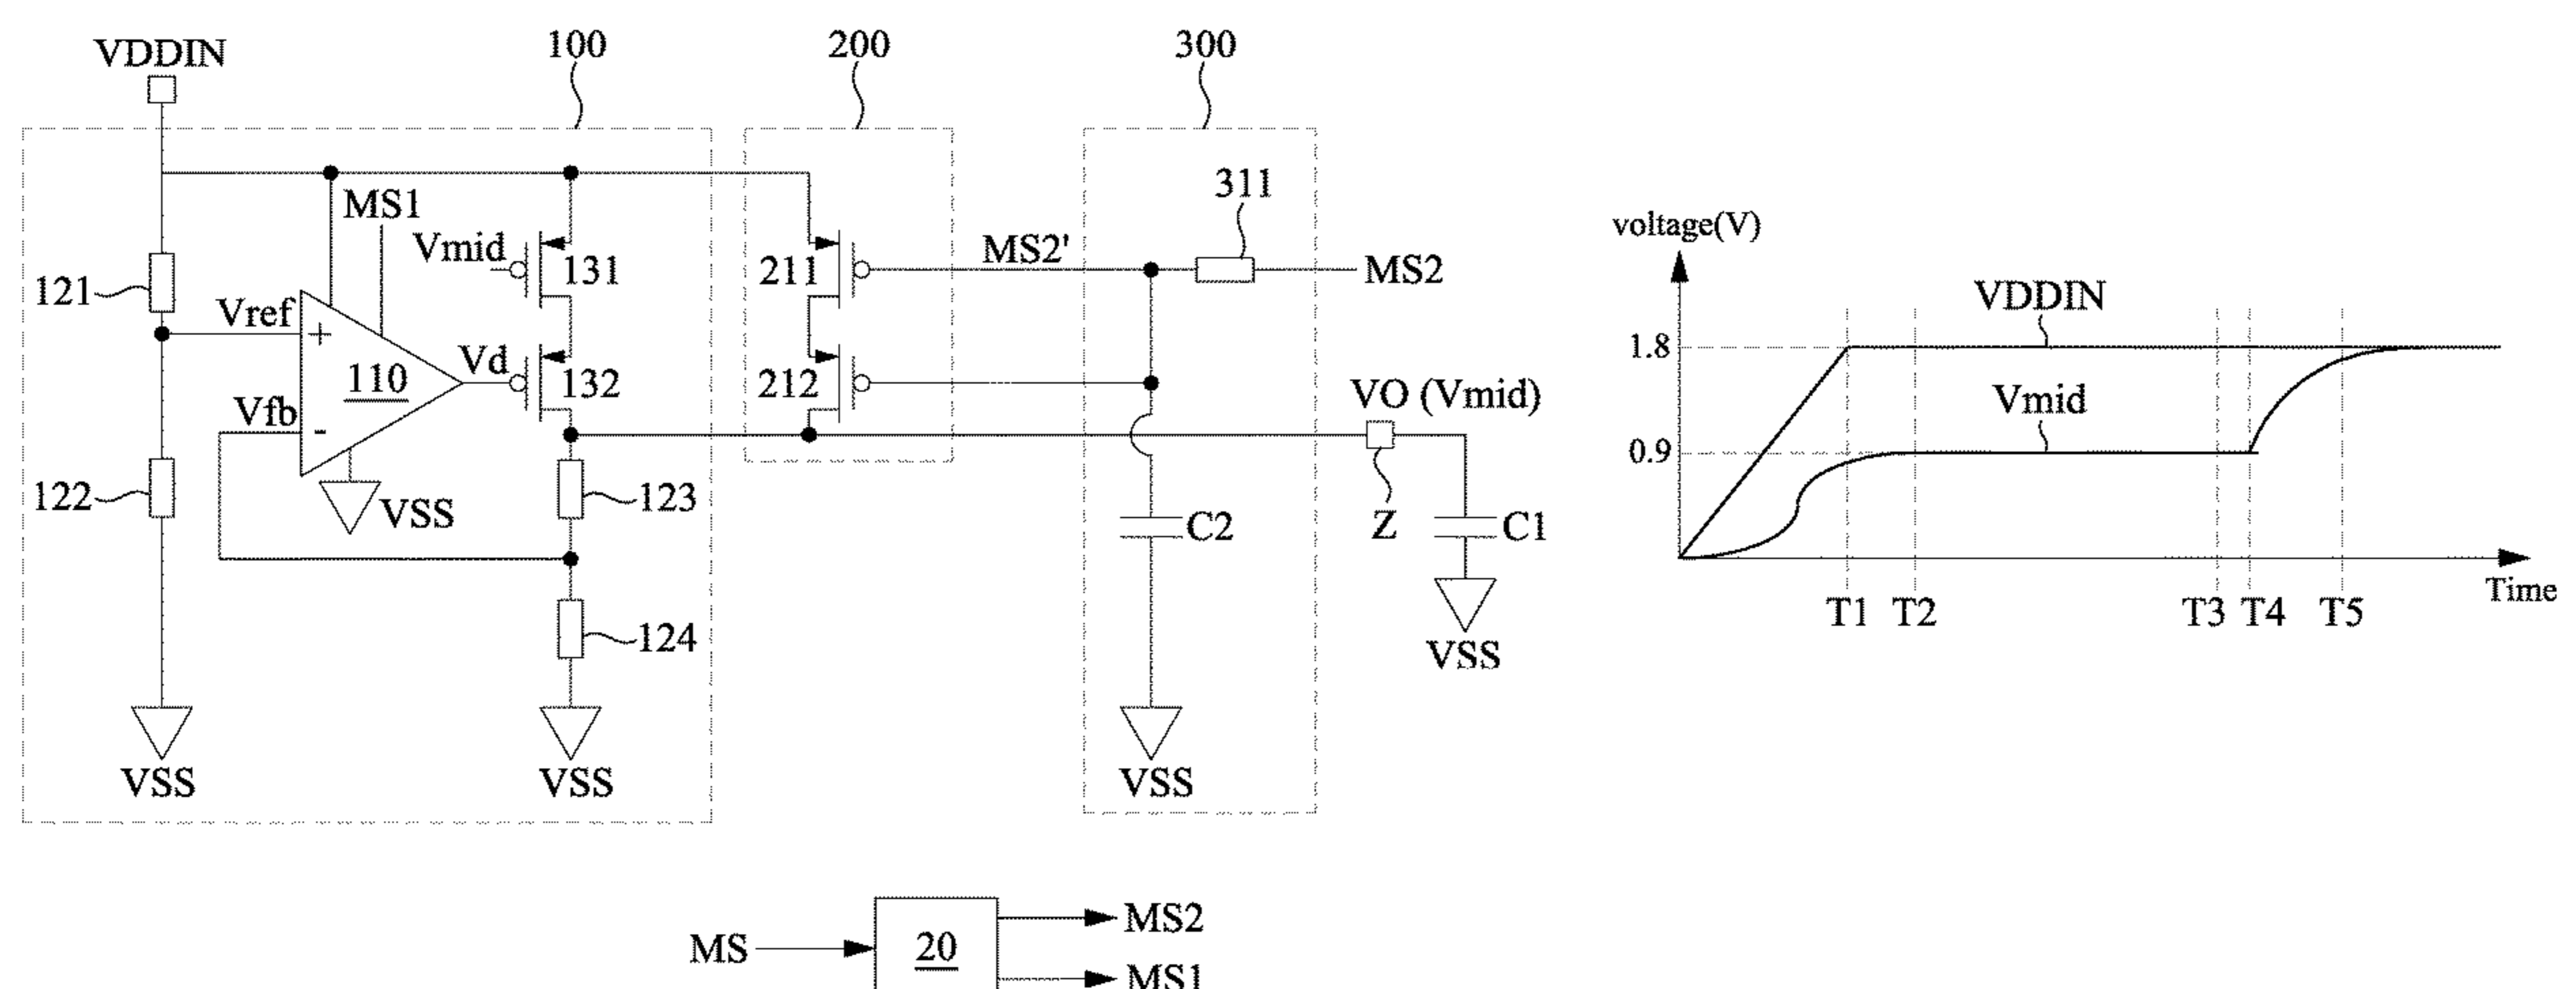 VDDIN
100
200
300
MS1
Vmid
131
211
MS2'
311
MS2
121
Vref
+
110
Vd
132
212
VO (Vmid)
Vfb
-
122
VSS
123
C2
Z
C1
124
VSS
VSS
VSS
VSS
MS
20
MS2
MS1
voltage(V)
VDDIN
1.8
Vmid
0.9
T1
T2
T3
T4
T5
Time